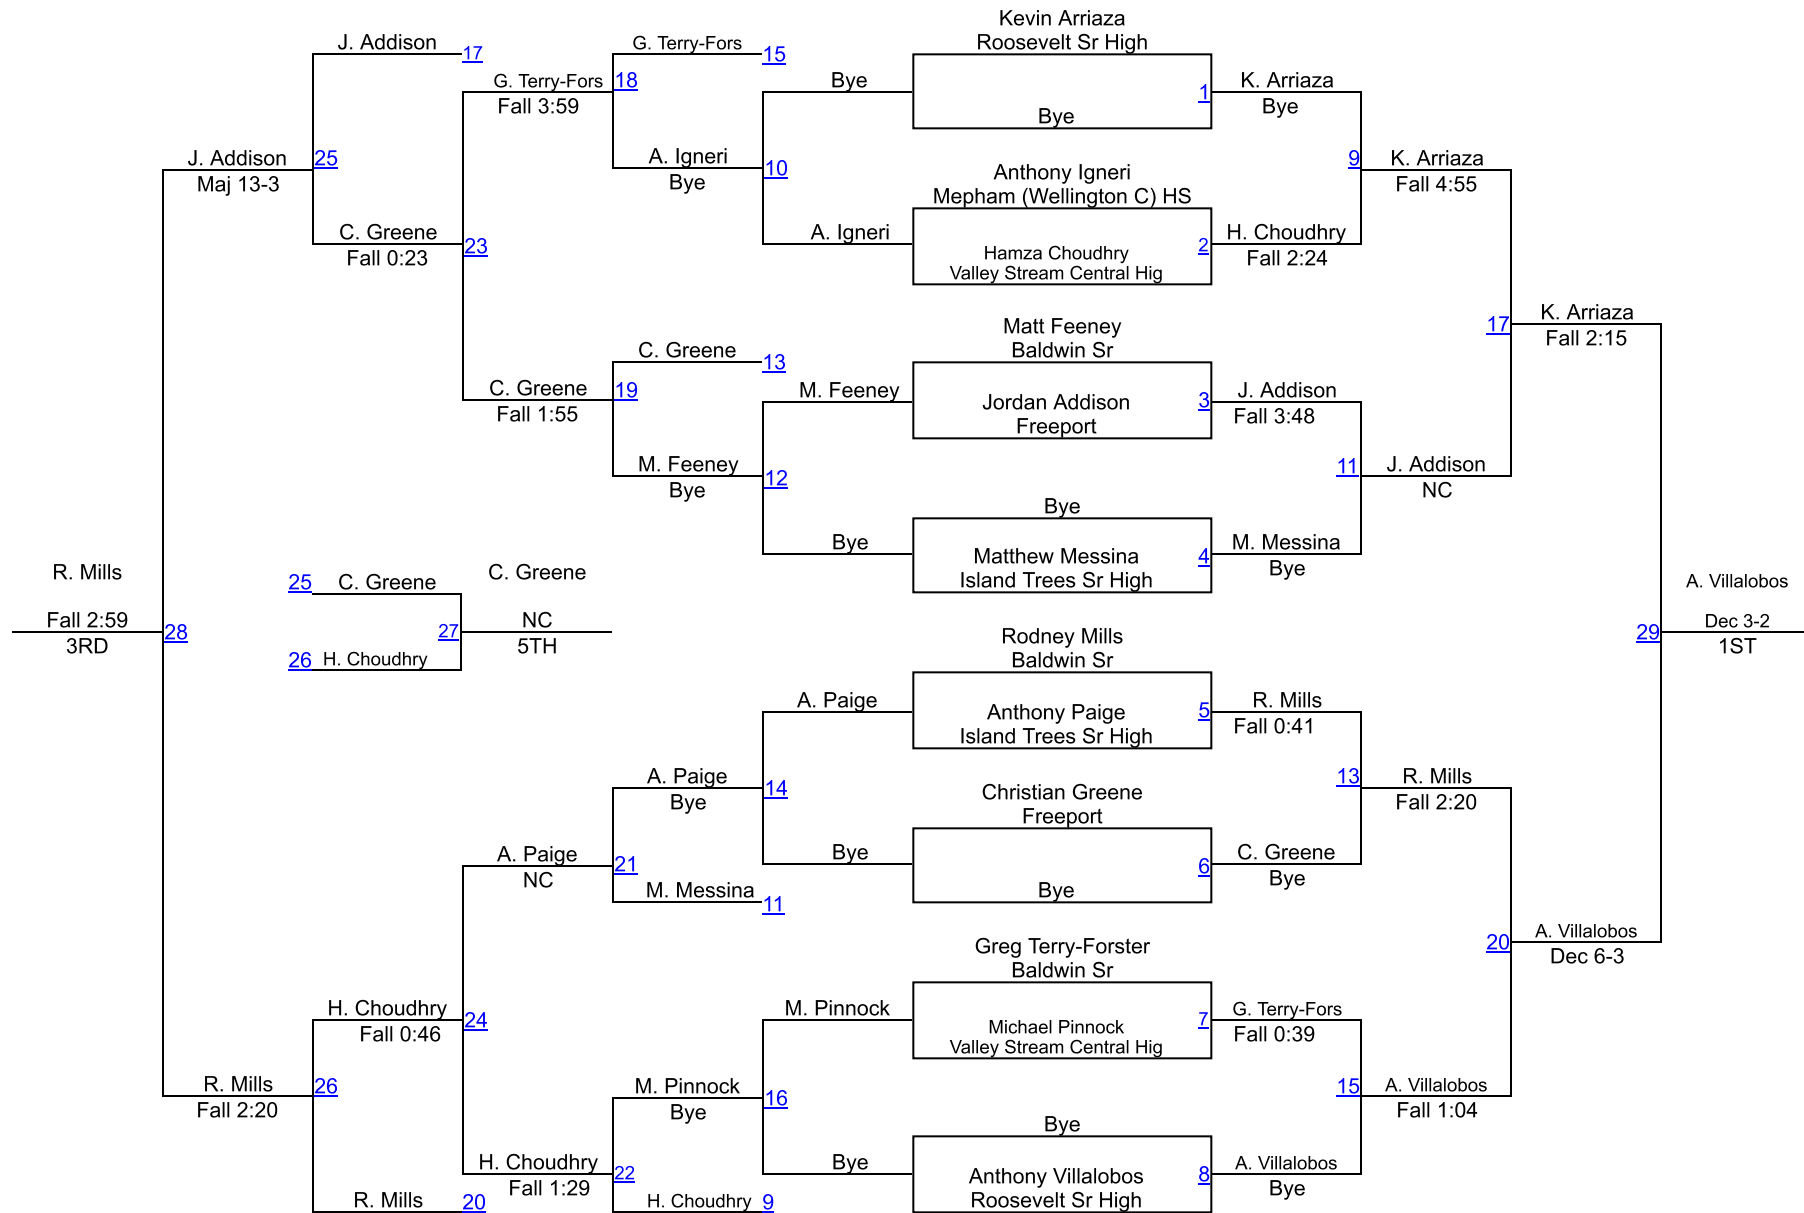 Kevin Arriaza
Roosevelt Sr High
J. Addison
17
G. Terry-Fors
15
G. Terry-Fors
18
Fall 3:59
Bye
1
K. Arriaza
Bye
Bye
J. Addison
25
Maj 13-3
A. Igneri
10
Bye
Anthony Igneri
Mepham (Wellington C) HS
9
K. Arriaza
Fall 4:55
C. Greene
23
Fall 0:23
A. Igneri
Hamza Choudhry
Valley Stream Central Hig
2
H. Choudhry
Fall 2:24
Matt Feeney
Baldwin Sr
17
K. Arriaza
Fall 2:15
C. Greene
13
C. Greene
19
Fall 1:55
M. Feeney
Jordan Addison
Freeport
3
J. Addison
Fall 3:48
M. Feeney
12
Bye
11
J. Addison
NC
Bye
Bye
Matthew Messina
Island Trees Sr High
4
M. Messina
Bye
R. Mills
Fall 2:59
3RD
28
25
C. Greene
C. Greene
27
NC
5TH
26
H. Choudhry
A. Villalobos
29
Dec 3-2
1ST
Rodney Mills
Baldwin Sr
A. Paige
Anthony Paige
Island Trees Sr High
5
R. Mills
Fall 0:41
A. Paige
14
Bye
Christian Greene
Freeport
13
R. Mills
Fall 2:20
A. Paige
21
NC
Bye
6
C. Greene
Bye
Bye
M. Messina
11
Greg Terry-Forster
Baldwin Sr
20
A. Villalobos
Dec 6-3
H. Choudhry
24
Fall 0:46
M. Pinnock
Michael Pinnock
Valley Stream Central Hig
7
G. Terry-Fors
Fall 0:39
R. Mills
26
Fall 2:20
M. Pinnock
16
Bye
15
A. Villalobos
Fall 1:04
Bye
H. Choudhry
22
Fall 1:29
Bye
Anthony Villalobos
Roosevelt Sr High
8
A. Villalobos
Bye
R. Mills
20
H. Choudhry
9